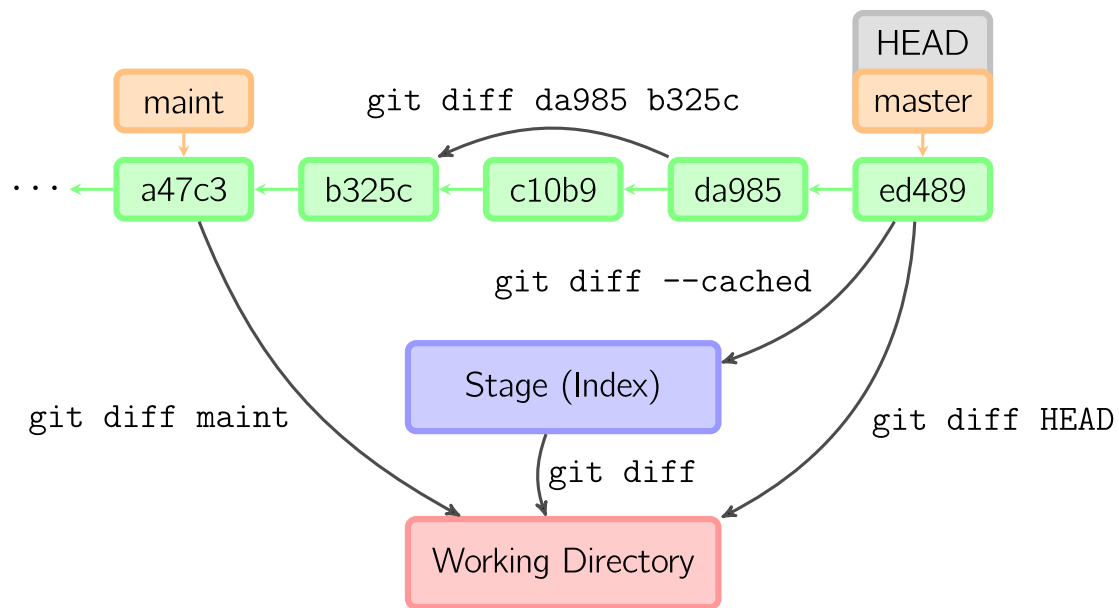 HEAD
maint
git diff da985 b325c
master
...
a47c3
b325c
c10b9
da985
ed489
git diff --cached
Stage (Index)
git diff maint
git diff HEAD
git diff
Working Directory